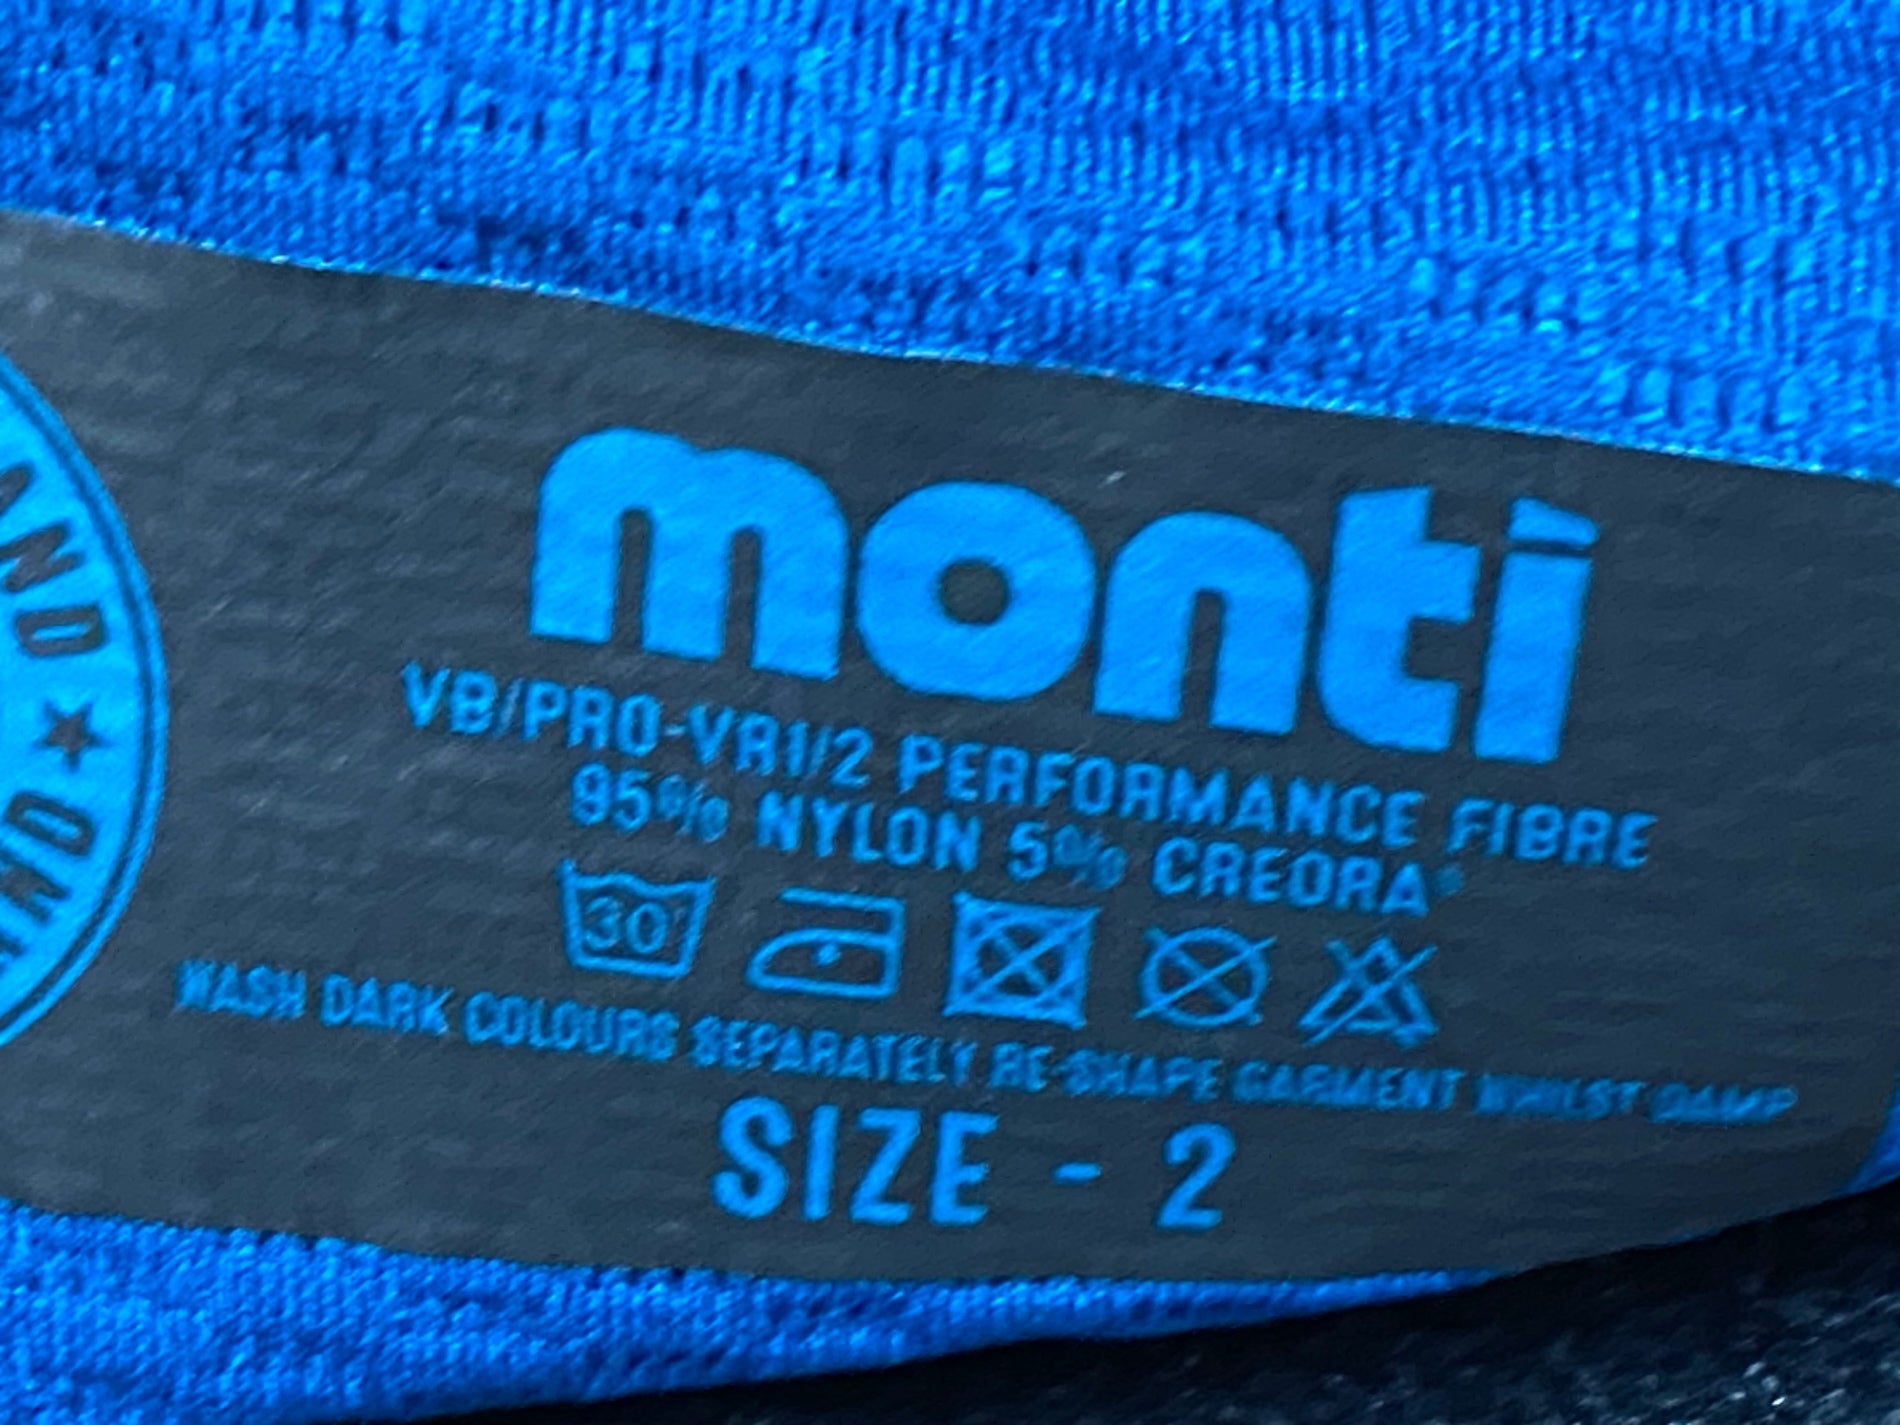 AND ★
monti
VB/PRO-VR1/2 PERFORMANCE FIBRE
95% NYLON 5% CREORA®
30
WASH DARK COLOURS SEPARATELY RE-SHAPE GARMENT WHILST DAMP
SIZE - 2